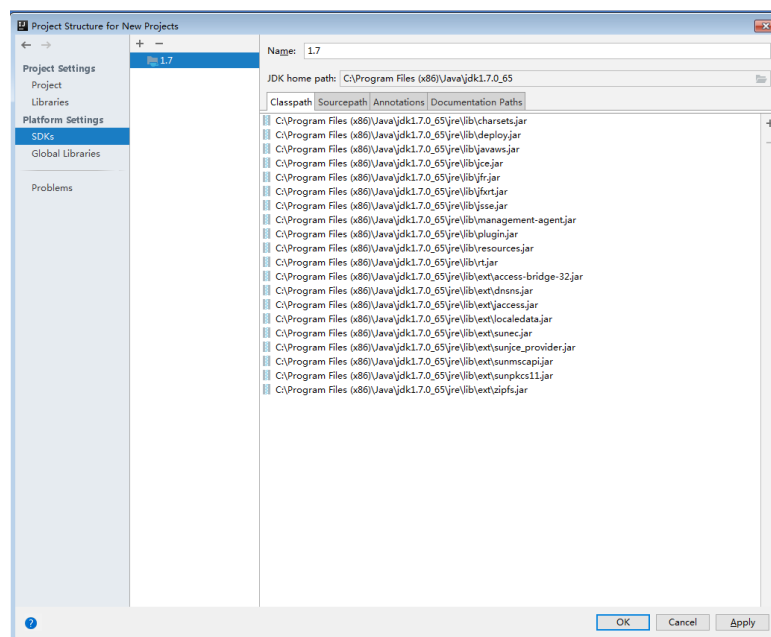 Project Structure for New Projects
Project Settings
Project
Libraries
Platform Settings
SDKs
Global Libraries
Problems
1.7
Name: 1.7
JDK home path: C:\Program Files (x86)\Java\jdk1.7.0_65
Classpath Sourcepath Annotations Documentation Paths
C:\Program Files (x86)\Java\jdk1.7.0_65\jre\lib\charsets.jar
C:\Program Files (x86)\Java\jdk1.7.0_65\jre\lib\deploy.jar
C:\Program Files (x86)\Java\jdk1.7.0_65\jre\lib\javaws.jar
C:\Program Files (x86)\Java\jdk1.7.0_65\jre\lib\jce.jar
C:\Program Files (x86)\Java\jdk1.7.0_65\jre\lib\jfr.jar
C:\Program Files (x86)\Java\jdk1.7.0_65\jre\lib\jfxrt.jar
C:\Program Files (x86)\Java\jdk1.7.0_65\jre\lib\jsse.jar
C:\Program Files (x86)\Java\jdk1.7.0_65\jre\lib\management-agent.jar
C:\Program Files (x86)\Java\jdk1.7.0_65\jre\lib\plugin.jar
C:\Program Files (x86)\Java\jdk1.7.0_65\jre\lib\resources.jar
C:\Program Files (x86)\Java\jdk1.7.0_65\jre\lib\rt.jar
C:\Program Files (x86)\Java\jdk1.7.0_65\jre\lib\ext\access-bridge-32.jar
C:\Program Files (x86)\Java\jdk1.7.0_65\jre\lib\ext\dnsns.jar
C:\Program Files (x86)\Java\jdk1.7.0_65\jre\lib\ext\jaccess.jar
C:\Program Files (x86)\Java\jdk1.7.0_65\jre\lib\ext\localedata.jar
C:\Program Files (x86)\Java\jdk1.7.0_65\jre\lib\ext\sunec.jar
C:\Program Files (x86)\Java\jdk1.7.0_65\jre\lib\ext\sunjce_provider.jar
C:\Program Files (x86)\Java\jdk1.7.0_65\jre\lib\ext\sunmscapi.jar
C:\Program Files (x86)\Java\jdk1.7.0_65\jre\lib\ext\sunpkcs11.jar
C:\Program Files (x86)\Java\jdk1.7.0_65\jre\lib\ext\zipfs.jar
OK Cancel Apply